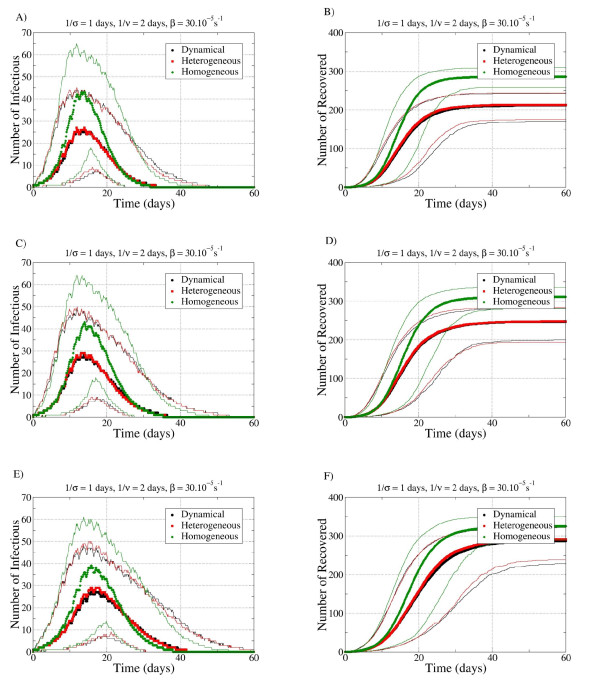 A)
1/σ = 1 days, 1/ν = 2 days, β = 30.10⁻⁵s⁻¹
70
60
50
40
30
20
10
0
Number of Infectious
Dynamical
Heterogeneous
Homogeneous
0 20 40 60
Time (days)
B)
1/σ = 1 days, 1/ν = 2 days, β = 30.10⁻⁵s⁻¹
400
300
200
100
0
Number of Recovered
Dynamical
Heterogeneous
Homogeneous
0 20 40 60
Time (days)
C)
1/σ = 1 days, 1/ν = 2 days, β = 30.10⁻⁵s⁻¹
70
60
50
40
30
20
10
0
Number of Infectious
Dynamical
Heterogeneous
Homogeneous
0 20 40 60
Time (days)
D)
1/σ = 1 days, 1/ν = 2 days, β = 30.10⁻⁵s⁻¹
400
300
200
100
0
Number of Recovered
Dynamical
Heterogeneous
Homogeneous
0 20 40 60
Time (days)
E)
1/σ = 1 days, 1/ν = 2 days, β = 30.10⁻⁵s⁻¹
70
60
50
40
30
20
10
0
Number of Infectious
Dynamical
Heterogeneous
Homogeneous
0 20 40 60
Time (days)
F)
1/σ = 1 days, 1/ν = 2 days, β = 30.10⁻⁵s⁻¹
400
300
200
100
0
Number of Recovered
Dynamical
Heterogeneous
Homogeneous
0 20 40 60
Time (days)